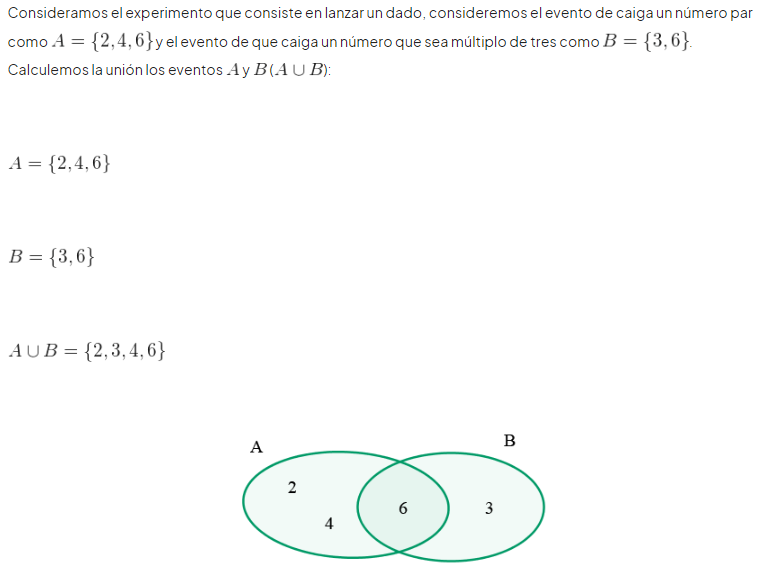 Consideramos el experimento que consiste en lanzar un dado, consideremos el evento de caiga un número par
como A = {2,4,6} y el evento de que caiga un número que sea múltiplo de tres como B = {3,6}.
Calculemos la unión los eventos A y B (A ∪ B):
A = {2,4,6}
B = {3,6}
A ∪ B = {2,3,4,6}
A
B
2
4
6
3